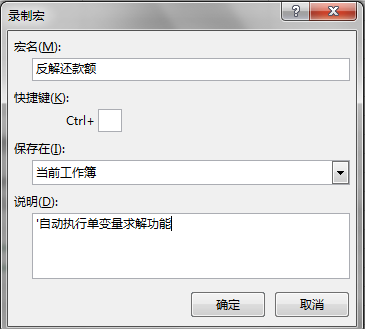 录制宏
宏名(M):
反解还款额
快捷键(K):
Ctrl+
保存在(I):
当前工作簿
说明(D):
'自动执行单变量求解功能
确定 取消